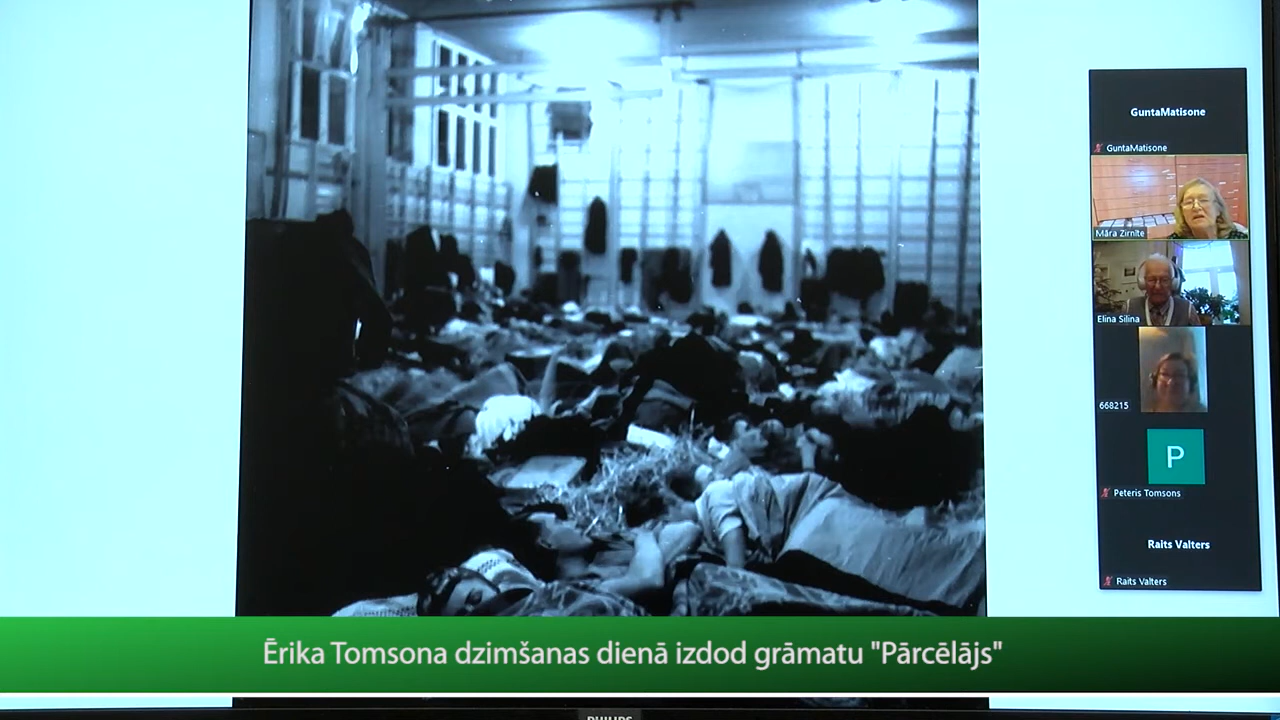 GuntaMatisone
GuntaMatisone
Māra Zirnīte
Elina Silina
668215
P
Peteris Tomsons
Raits Valters
Raits Valters
Ērika Tomsona dzimšanas dienā izdod grāmatu "Pārcēlājs"
PHILIPS